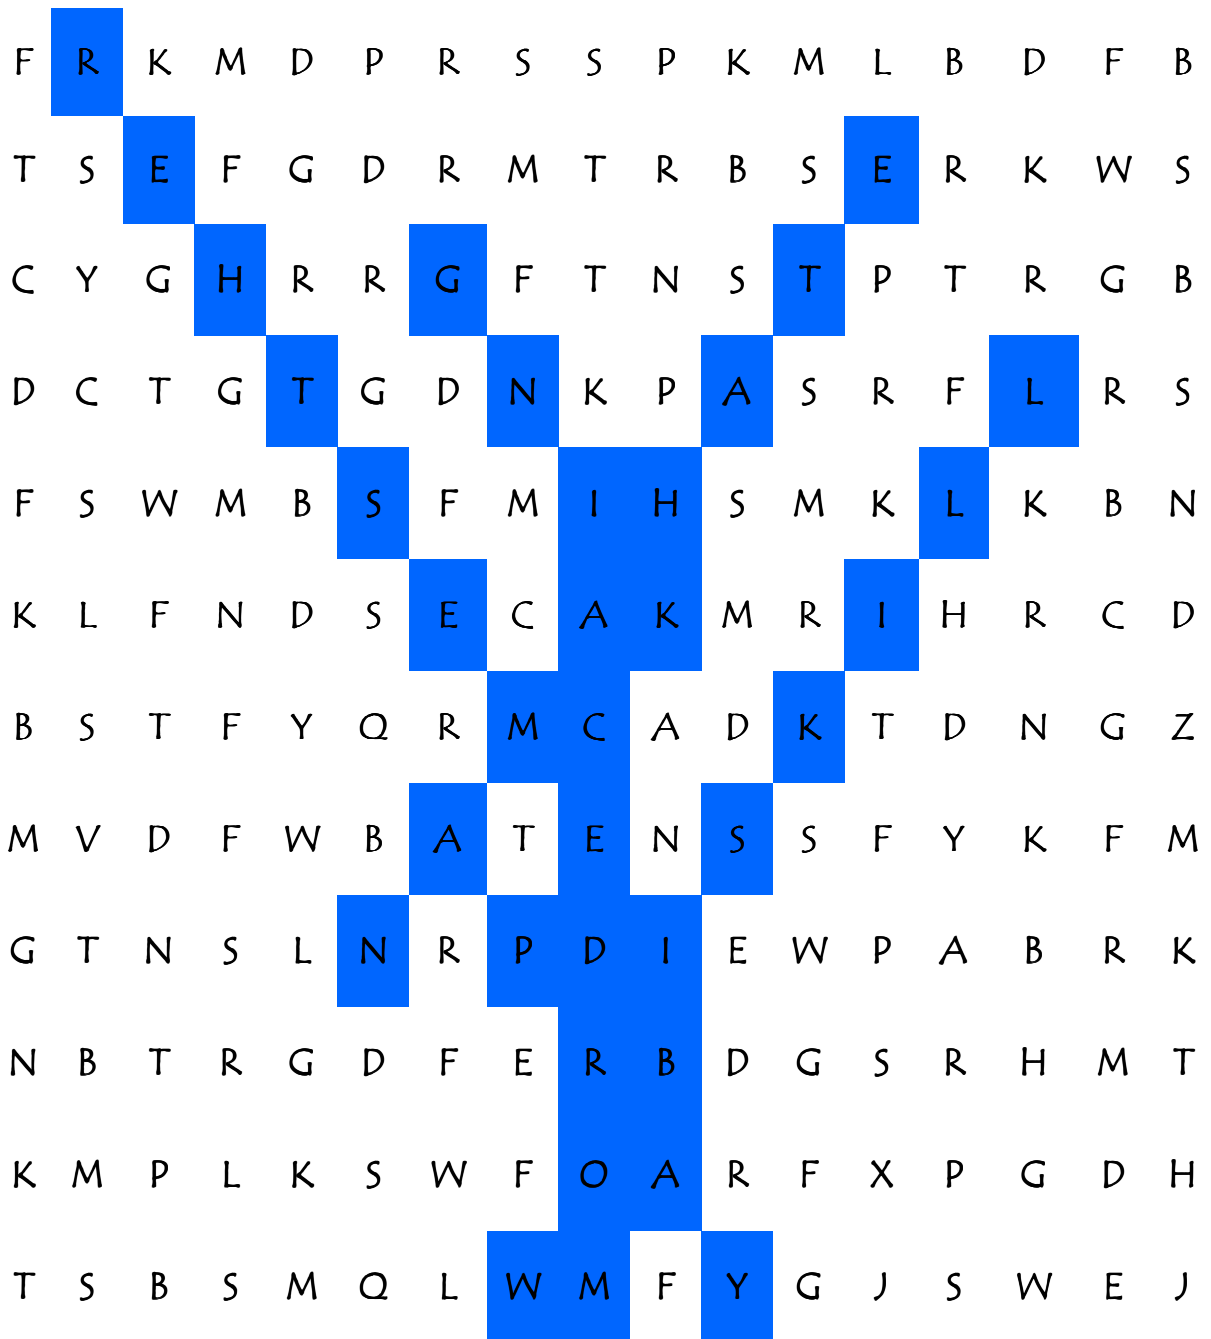 F R K M D P R S S P K M L B D F B
T S E F G D R M T R B S E R K W S
C Y G H R R G F T N S T P T R G B
D C T G T G D N K P A S R F L R S
F S W M B S F M I H S M K L K B N
K L F N D S E C A K M R I H R C D
B S T F Y Q R M C A D K T D N G Z
M V D F W B A T E N S S F Y K F M
G T N S L N R P D I E W P A B R K
N B T R G D F E R B D G S R H M T
K M P L K S W F O A R F X P G D H
T S B S M Q L W M F Y G J S W E J